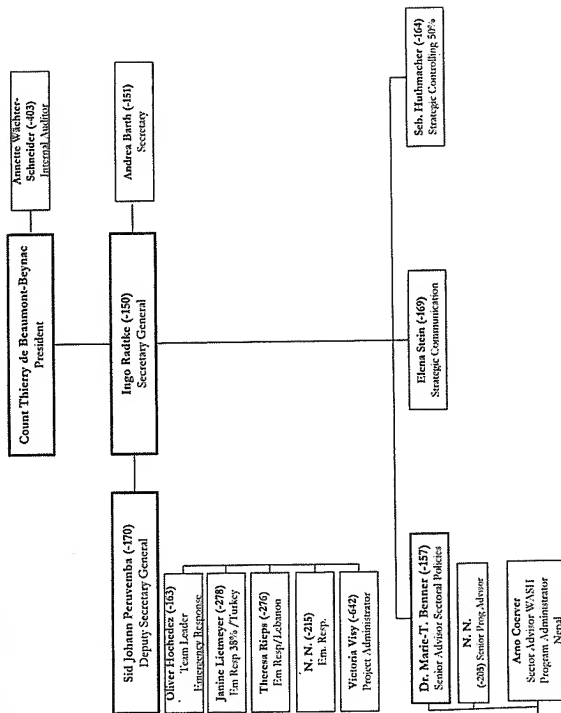 Count Thierry de Beaumont-Beynac
President
Annette Wächter-
Schneider (-403)
Internal Auditor
Ingo Radtke (-150)
Secretary General
Andrea Barth (-151)
Secretary
Sid Johann Peruvemba (-170)
Deputy Secretary General
Oliver Hochedez (-163)
Team Leader
Emergency Response
Janine Lietmeyer (-278)
Em Resp 38% /Turkey
Theresa Rieps (-276)
Em Resp/Lebanon
N. N. (-215)
Em. Resp.
Victoria Visy (-642)
Project Administrator
Dr. Marie-T. Benner (-157)
Senior Advisor Sectoral Policies
N. N.
(-208) Senior Prog Advisor
Arno Coerver
Sector Advisor WASH
Program Administrator
Nepal
Elena Stein (-169)
Strategic Communication
Seb. Huthmacher (-164)
Strategic Controlling 50%